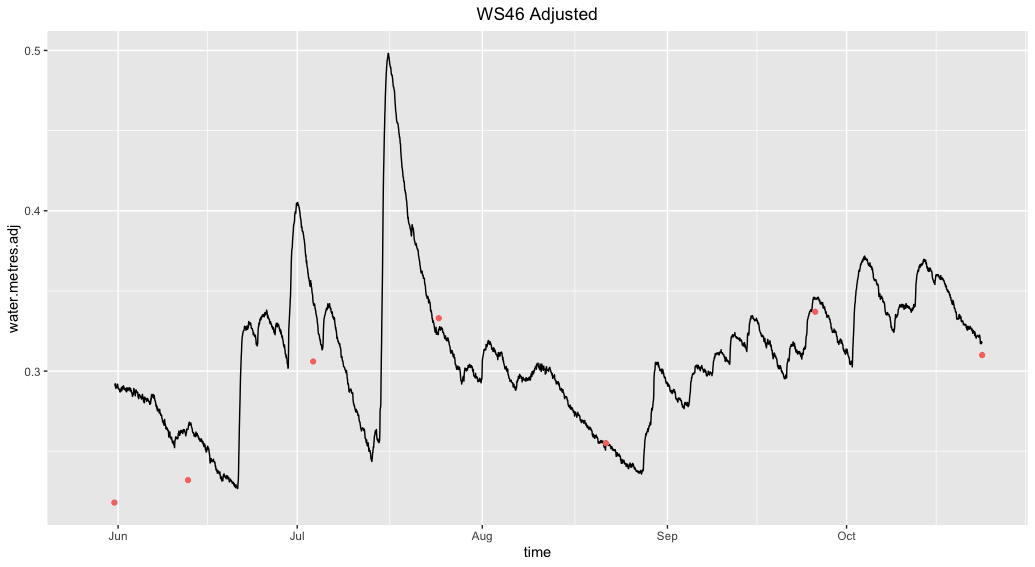 WS46 Adjusted
0.5
0.4
0.3
water.metres.adj
Jun Jul Aug Sep Oct
time